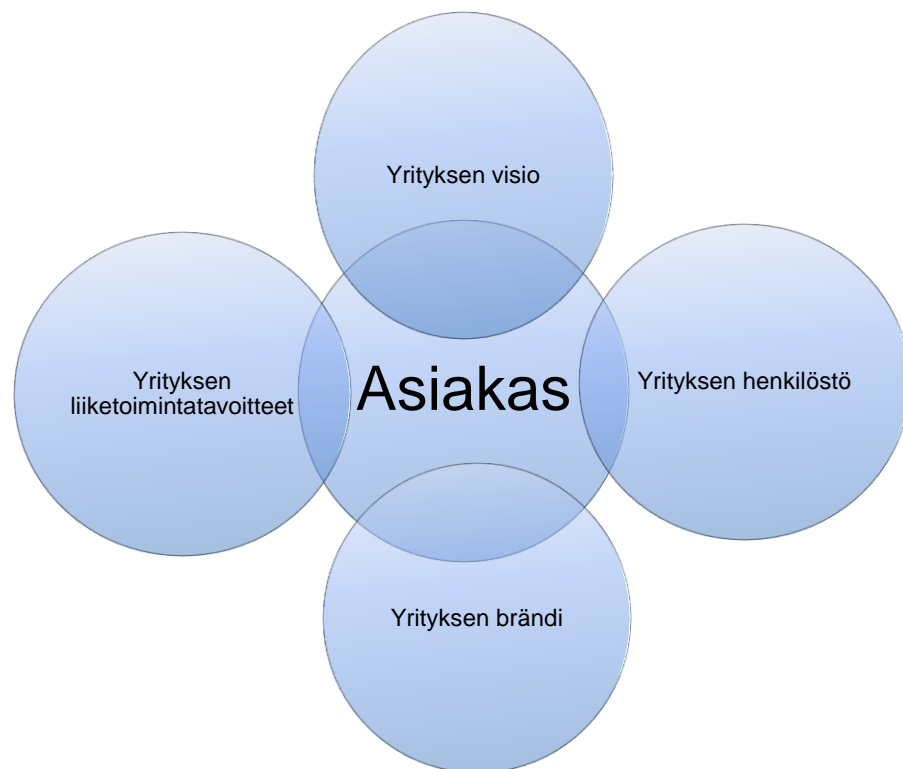 Yrityksen visio
Yrityksen
liiketoimintatavoitteet
Asiakas
Yrityksen henkilöstö
Yrityksen brändi